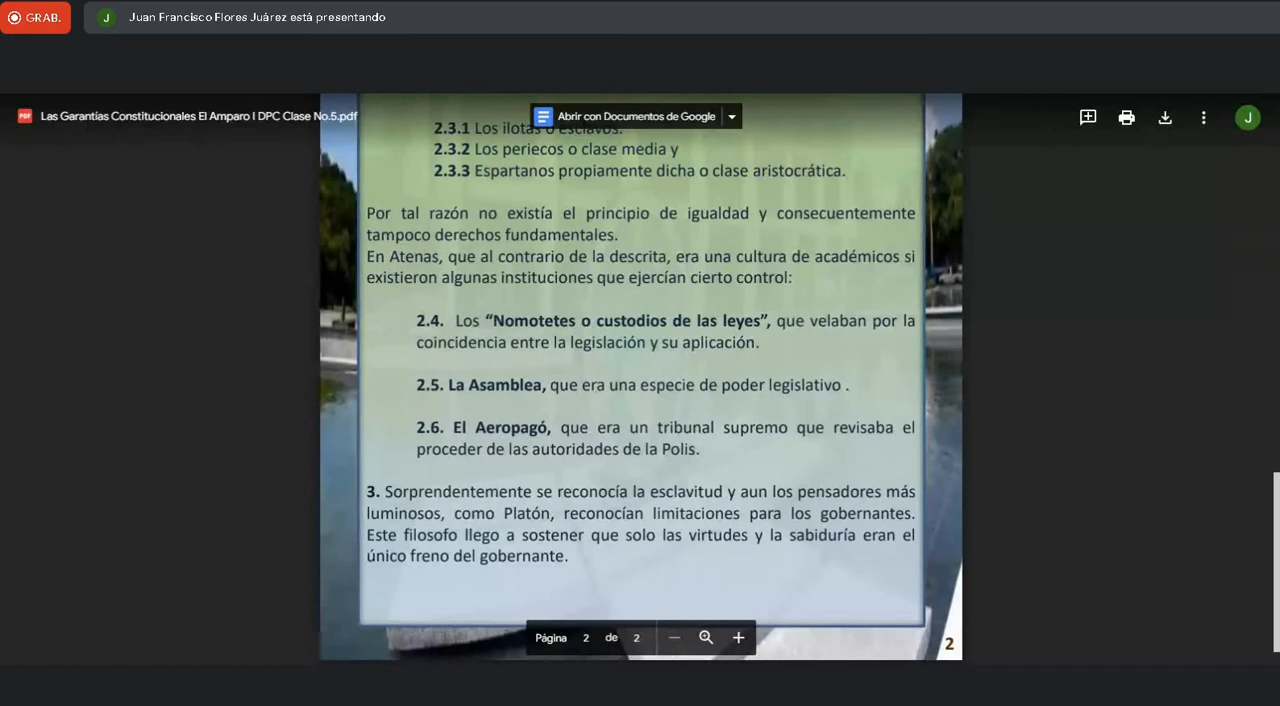 GRAB.
J
Juan Francisco Flores Juárez está presentando
Las Garantías Constitucionales El Amparo I DPC Clase No.5.pdf
Abrir con Documentos de Google
J
2.3.1 Los ilotas o esclavos.
2.3.2 Los periecos o clase media y
2.3.3 Espartanos propiamente dicha o clase aristocrática.
Por tal razón no existía el principio de igualdad y consecuentemente
tampoco derechos fundamentales.
En Atenas, que al contrario de la descrita, era una cultura de académicos si
existieron algunas instituciones que ejercían cierto control:
2.4. Los “Nomotetes o custodios de las leyes”, que velaban por la
coincidencia entre la legislación y su aplicación.
2.5. La Asamblea, que era una especie de poder legislativo .
2.6. El Aeropagó, que era un tribunal supremo que revisaba el
proceder de las autoridades de la Polis.
3. Sorprendentemente se reconocía la esclavitud y aun los pensadores más
luminosos, como Platón, reconocían limitaciones para los gobernantes.
Este filosofo llego a sostener que solo las virtudes y la sabiduría eran el
único freno del gobernante.
Página 2 de 2
2